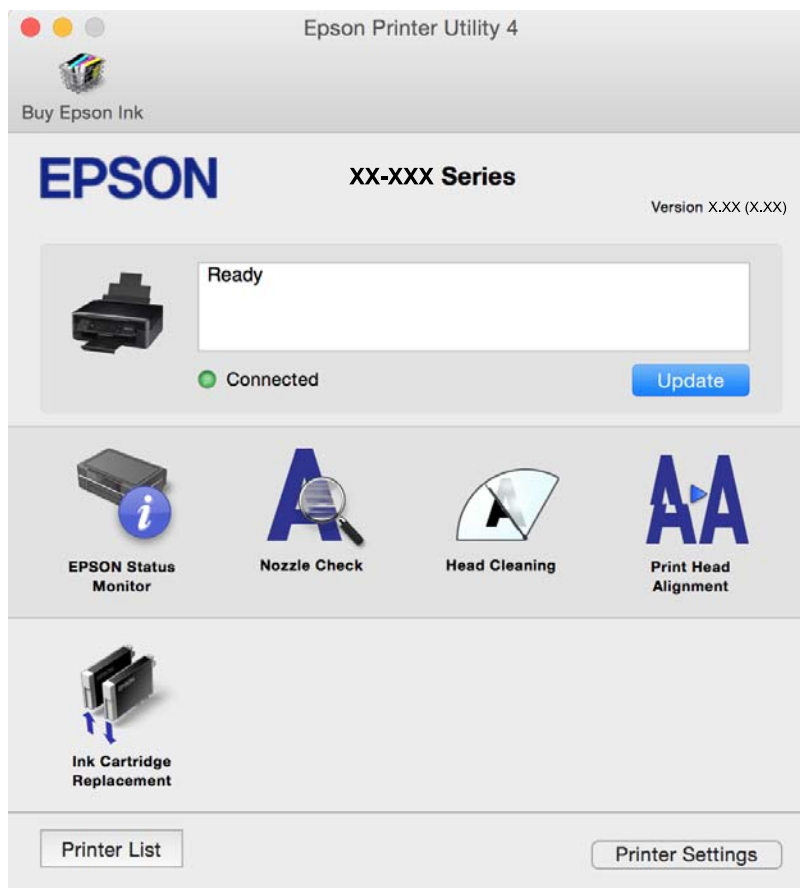 Epson Printer Utility 4
Buy Epson Ink
EPSON
XX-XXX Series
Version X.XX (X.XX)
Ready
Connected
Update
EPSON Status
Monitor
Nozzle Check
Head Cleaning
Print Head
Alignment
Ink Cartridge
Replacement
Printer List
Printer Settings